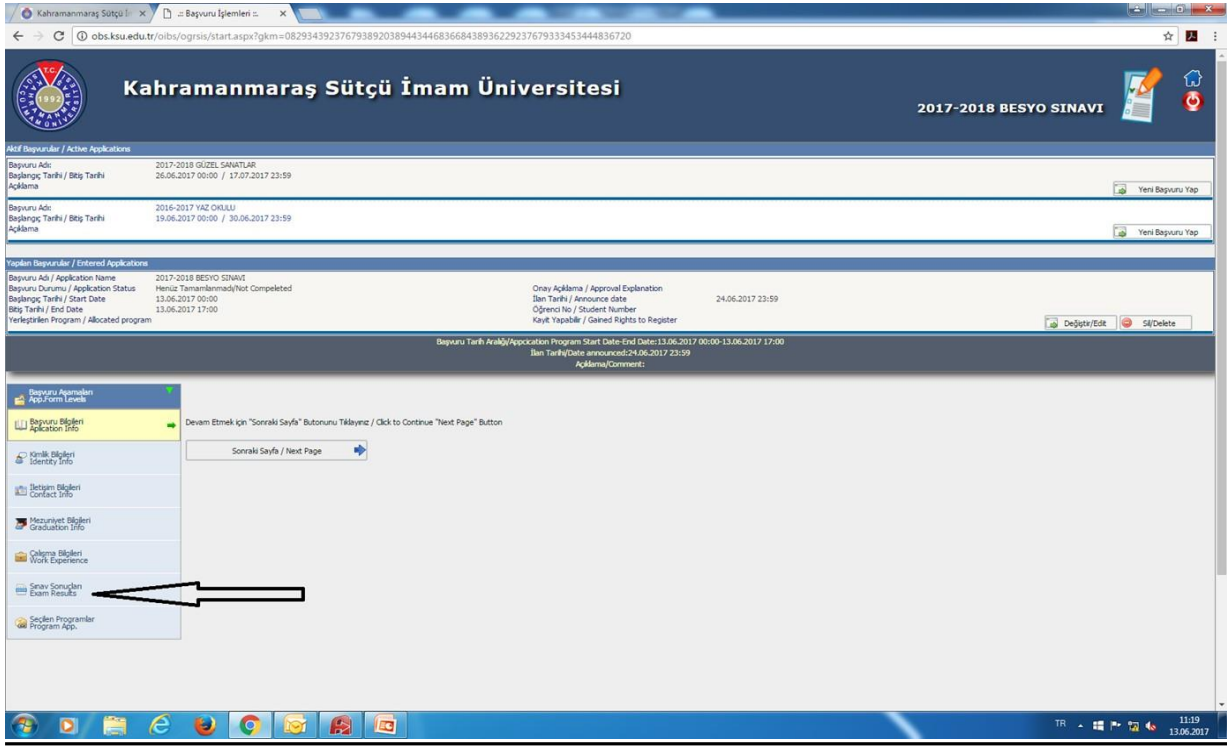 Kahramanmaraş Sütçü İm
.:: Başvuru İşlemleri ::.
obs.ksu.edu.tr/oibs/ogrsis/start.aspx?gkm=0829343923767938920389443446836684389362292376793334534448 36720
T.C.
1992
Kahramanmaraş Sütçü İmam Üniversitesi
2017-2018 BESYO SINAVI
Aktif Başvurular / Active Applications
Başvuru Adı: 2017-2018 GÜZEL SANATLAR
Başlangıç Tarihi / Bitiş Tarihi 26.06.2017 00:00 / 17.07.2017 23:59
Açıklama
Yeni Başvuru Yap
Başvuru Adı: 2016-2017 YAZ OKULU
Başlangıç Tarihi / Bitiş Tarihi 19.06.2017 00:00 / 30.06.2017 23:59
Açıklama
Yeni Başvuru Yap
Yapılan Başvurular / Entered Applications
Başvuru Adı / Application Name 2017-2018 BESYO SINAVI
Başvuru Durumu / Application Status Henüz Tamamlanmadı/Not Compeleted Onay Açıklama / Approval Explanation
Başlangıç Tarihi / Start Date 13.06.2017 00:00 İlan Tarihi / Announce date 24.06.2017 23:59
Bitiş Tarihi / End Date 13.06.2017 17:00 Öğrenci No / Student Number
Yerleştirilen Program / Allocated program Kayıt Yapabilir / Gained Rights to Register
Değiştir/Edit Sil/Delete
Başvuru Tarih Aralığı/Appcication Program Start Date-End Date:13.06.2017 00:00-13.06.2017 17:00
İlan Tarihi/Date announced:24.06.2017 23:59
Açıklama/Comment:
Başvuru Aşamaları
App.Form Levels
Başvuru Bilgileri
Aplication Info
Devam Etmek için "Sonraki Sayfa" Butonunu Tıklayınız / Click to Continue "Next Page" Button
Sonraki Sayfa / Next Page
Kimlik Bilgileri
Identity Info
İletişim Bilgileri
Contact Info
Mezuniyet Bilgileri
Graduation Info
Çalışma Bilgileri
Work Experience
Sınav Sonuçları
Exam Results
Seçilen Programlar
Program App.
TR
11:19
13.06.2017